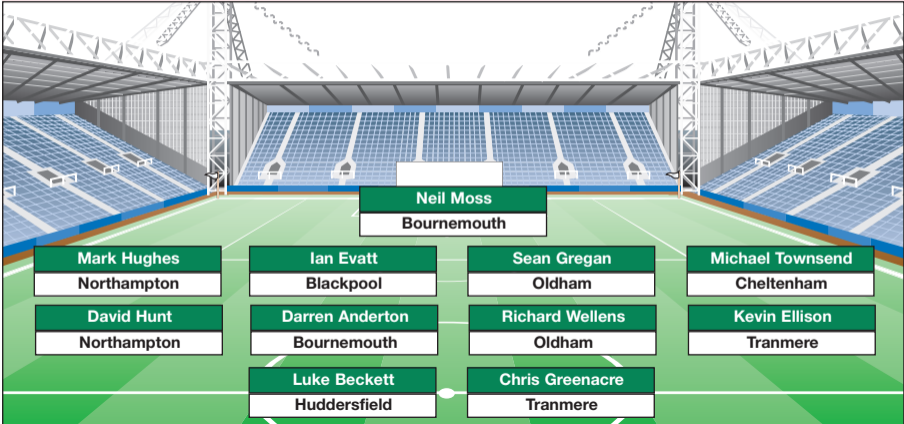 Neil Moss
Bournemouth
Mark Hughes
Northampton
Ian Evatt
Blackpool
Sean Gregan
Oldham
Michael Townsend
Cheltenham
David Hunt
Northampton
Darren Anderton
Bournemouth
Richard Wellens
Oldham
Kevin Ellison
Tranmere
Luke Beckett
Huddersfield
Chris Greenacre
Tranmere